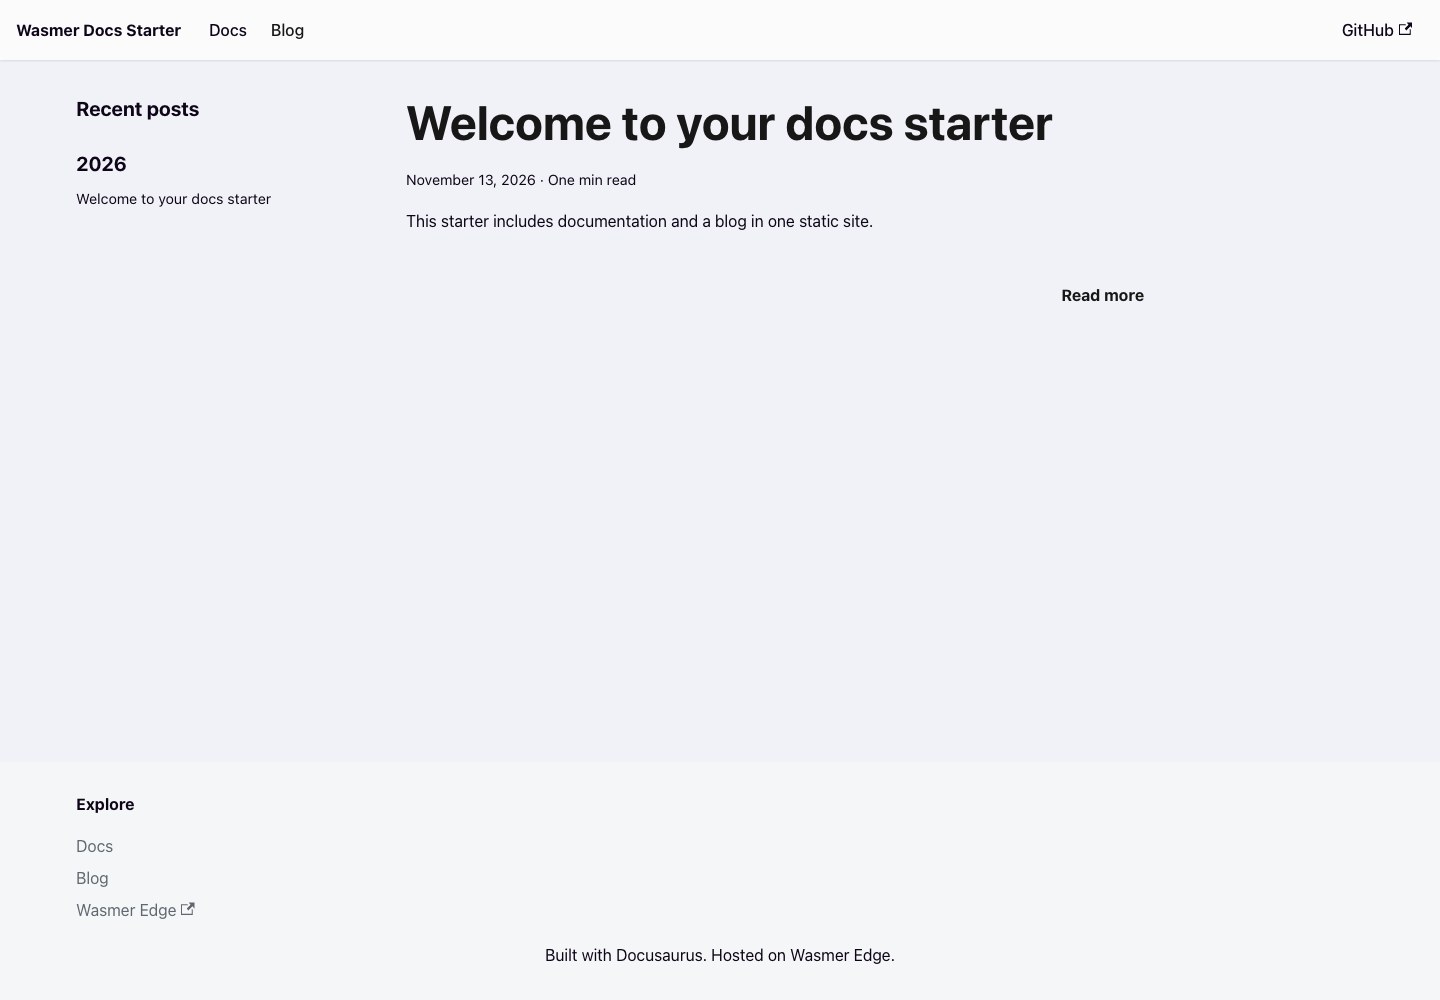 Wasmer Docs Starter
Docs
Blog
GitHub
Recent posts
2026
Welcome to your docs starter
Welcome to your docs starter
November 13, 2026 · One min read
This starter includes documentation and a blog in one static site.
Read more
Explore
Docs
Blog
Wasmer Edge
Built with Docusaurus. Hosted on Wasmer Edge.